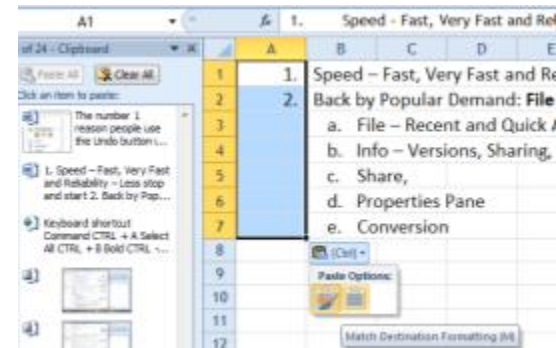 A1 fx 1. Speed - Fast, Very Fast and Rel
of 24 - Clipboard
Paste All Clear All
Click an item to paste:
The number 1
reason people use
the Undo button i...
1. Speed – Fast, Very Fast
and Reliability – Less stop
and start 2. Back by Pop...
Keyboard shortcut
Command CTRL + A Select
All CTRL + B Bold CTRL -...
A B C D E
1 1. Speed – Fast, Very Fast and Re
2 2. Back by Popular Demand: File
3 a. File – Recent and Quick A
4 b. Info – Versions, Sharing,
5 c. Share,
6 d. Properties Pane
7 e. Conversion
8 (Ctrl)
9 Paste Options:
10
11
12 Match Destination Formatting (M)